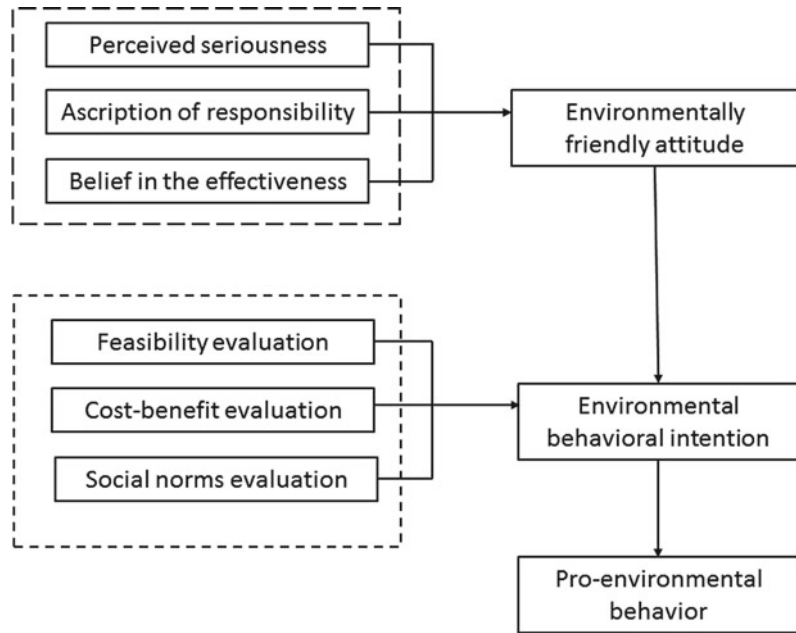 Perceived seriousness
Ascription of responsibility
Belief in the effectiveness
Environmentally
friendly attitude
Feasibility evaluation
Cost-benefit evaluation
Social norms evaluation
Environmental
behavioral intention
Pro-environmental
behavior